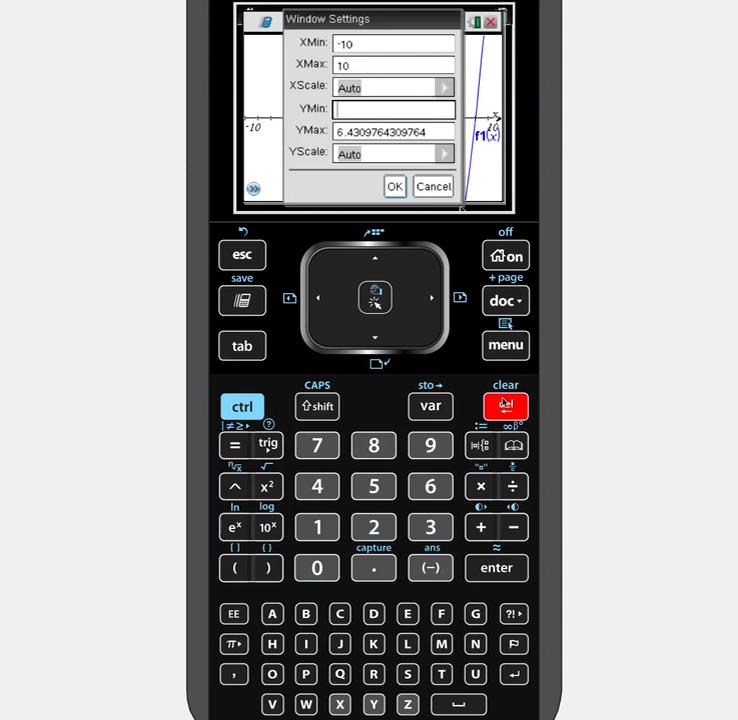 Window Settings
XMin: -10
XMax: 10
XScale: Auto
YMin:
YMax: 6.4309764309764
YScale: Auto
OK Cancel
-10
x
10
f1(x)
off
esc
on
save
+ page
doc
tab
menu
CAPS
sto→
clear
ctrl
shift
var
del
|≠≥▸ ?
:= ∞β°
= trig 7 8 9
n√x √
"□" ÷
^ x² 4 5 6 × ÷
ln log
eˣ 10ˣ 1 2 3 + −
[ ] { } capture ans ≈
( ) 0 . (−) enter
EE A B C D E F G ?!▸
π▸ H I J K L M N
, O P Q R S T U
V W X Y Z